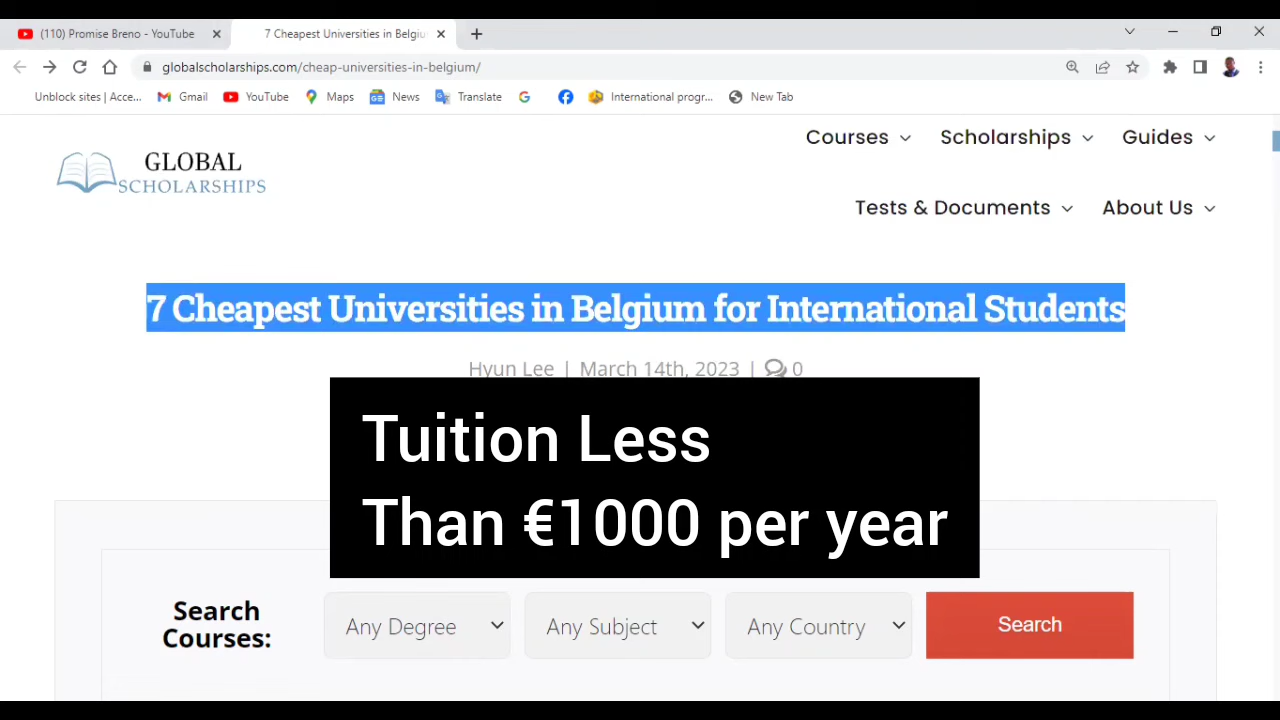 (110) Promise Breno - YouTube
7 Cheapest Universities in Belgiu
globalscholarships.com/cheap-universities-in-belgium/
Unblock sites | Acce... Gmail YouTube Maps News Translate International progr... New Tab
GLOBAL
SCHOLARSHIPS
Courses Scholarships Guides
Tests & Documents About Us
7 Cheapest Universities in Belgium for International Students
Hyun Lee | March 14th, 2023 | 0
Tuition Less
Than €1000 per year
Search
Courses:
Any Degree Any Subject Any Country Search